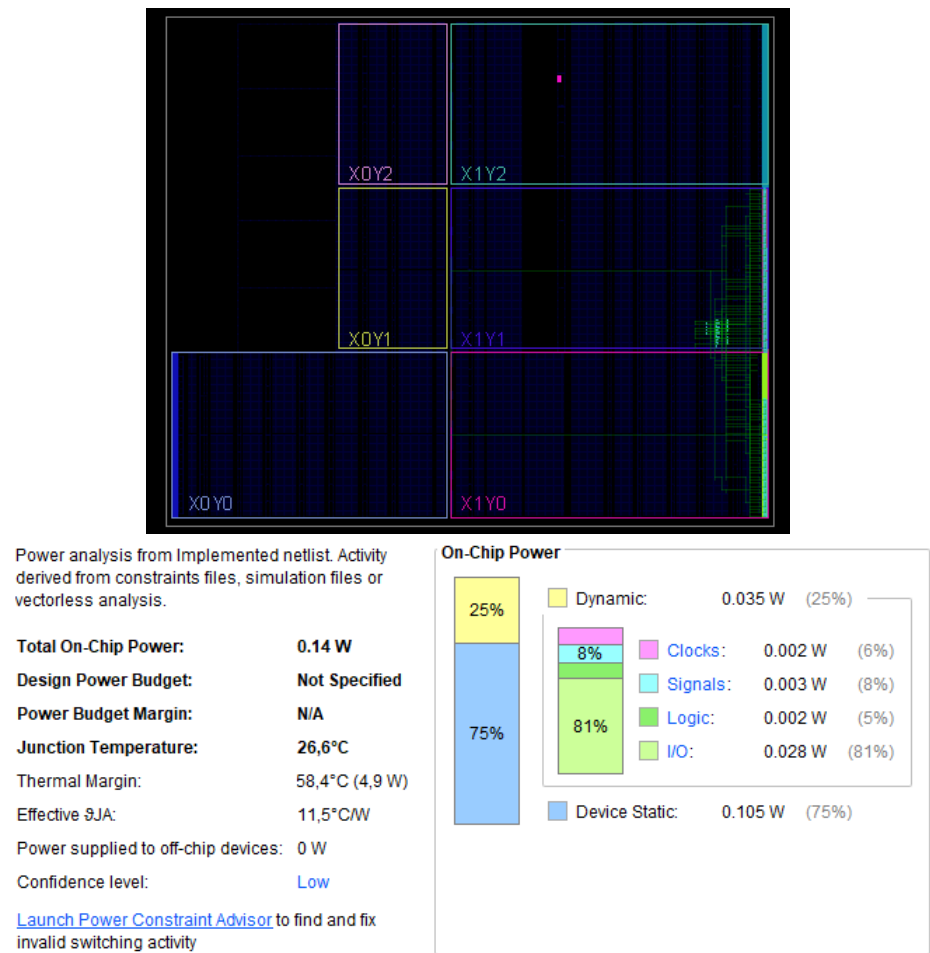 X0Y2
X1Y2
X0Y1
X1Y1
X0Y0
X1Y0
Power analysis from Implemented netlist. Activity
derived from constraints files, simulation files or
vectorless analysis.
Total On-Chip Power: 0.14 W
Design Power Budget: Not Specified
Power Budget Margin: N/A
Junction Temperature: 26,6°C
Thermal Margin: 58,4°C (4,9 W)
Effective ϑJA: 11,5°C/W
Power supplied to off-chip devices: 0 W
Confidence level: Low
Launch Power Constraint Advisor to find and fix
invalid switching activity
On-Chip Power
25%
75%
Dynamic: 0.035 W (25%)
8%
81%
Clocks: 0.002 W (6%)
Signals: 0.003 W (8%)
Logic: 0.002 W (5%)
I/O: 0.028 W (81%)
Device Static: 0.105 W (75%)